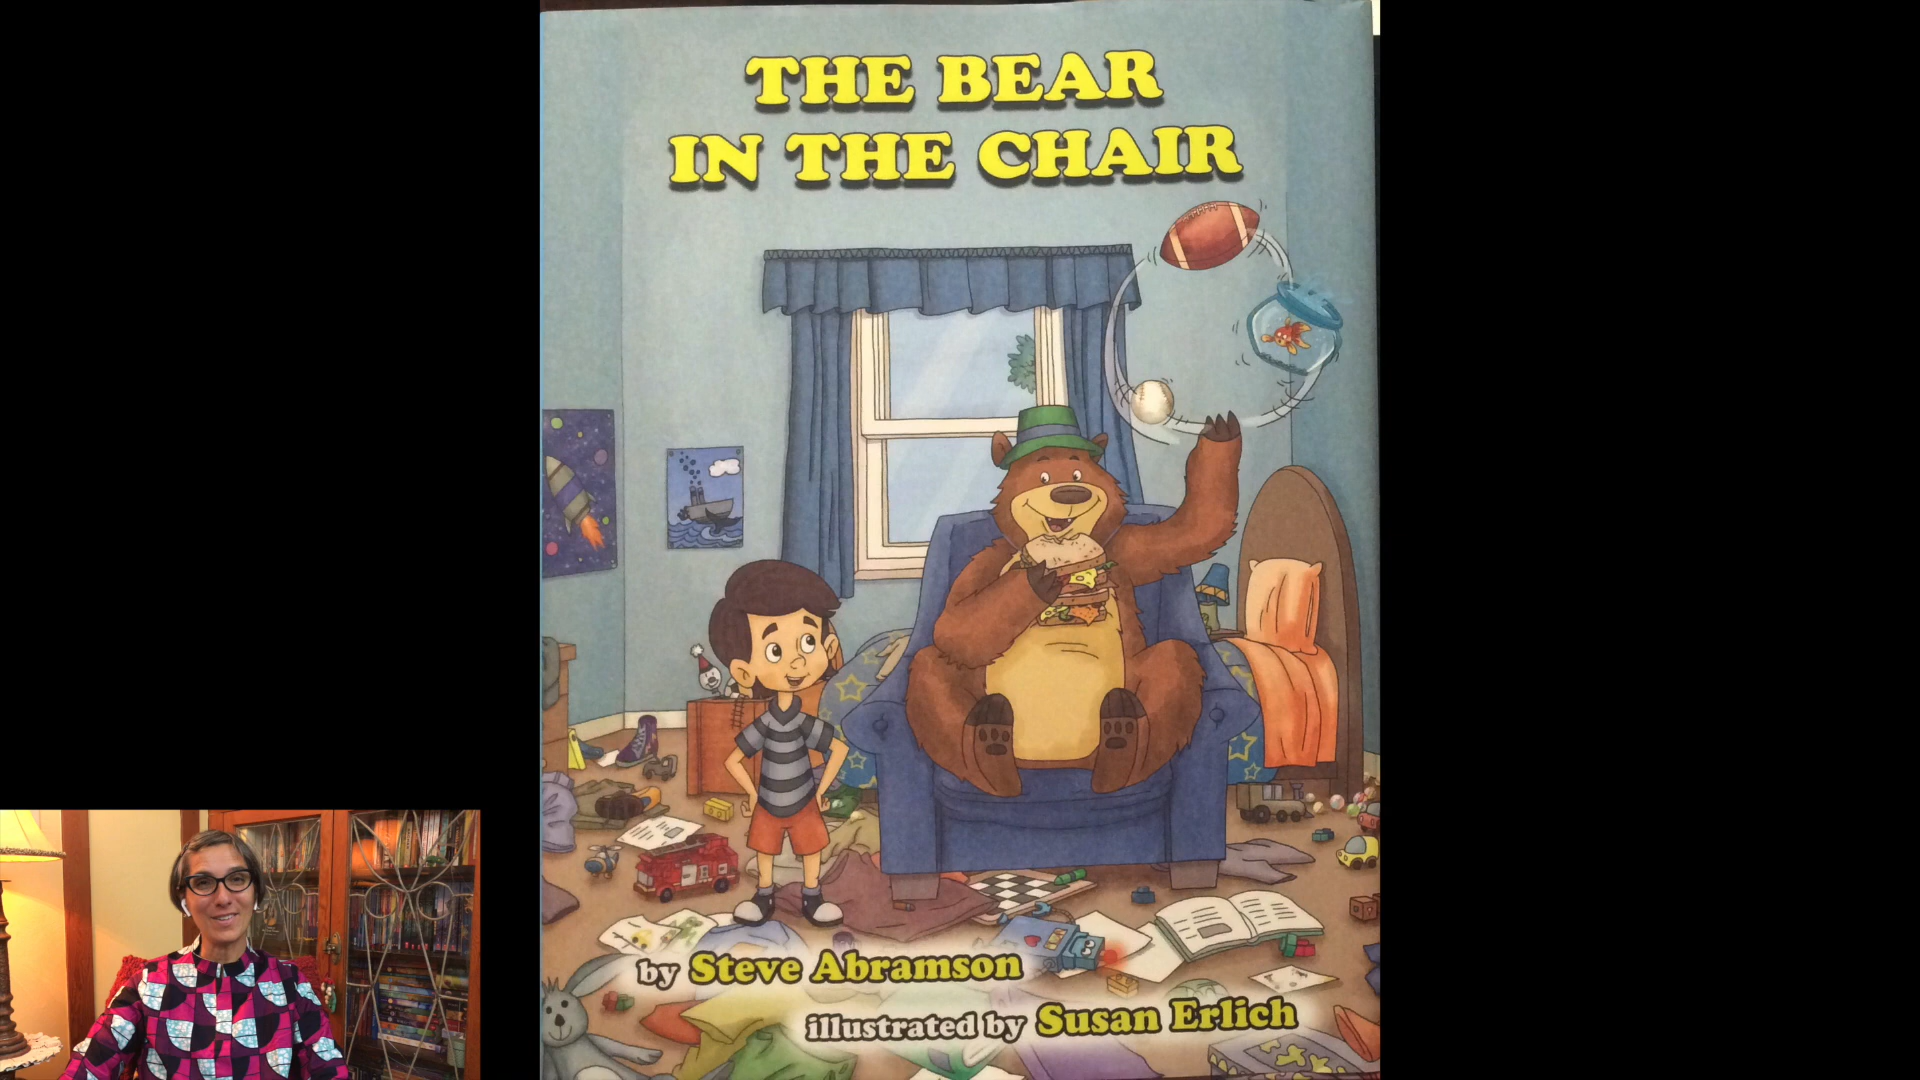 THE BEAR
IN THE CHAIR
by Steve Abramson
illustrated by Susan Erlich